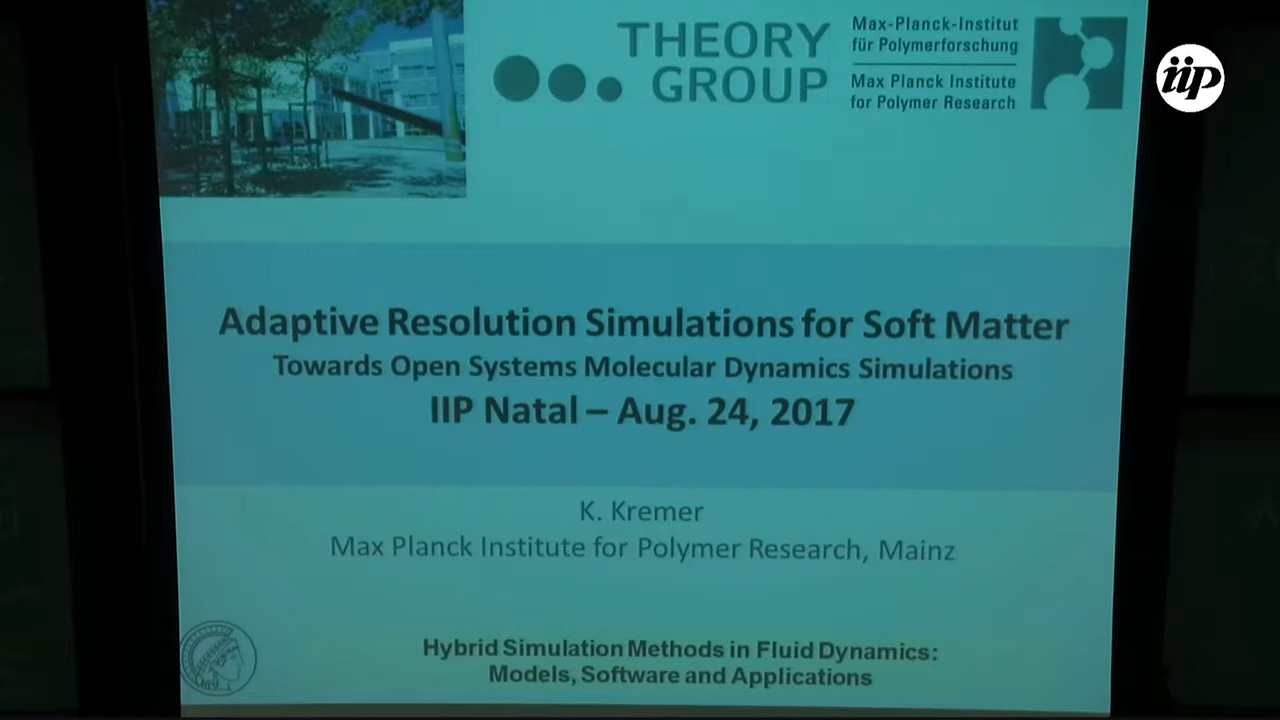 THEORY
GROUP
Max-Planck-Institut
für Polymerforschung
Max Planck Institute
for Polymer Research
iip
Adaptive Resolution Simulations for Soft Matter
Towards Open Systems Molecular Dynamics Simulations
IIP Natal – Aug. 24, 2017
K. Kremer
Max Planck Institute for Polymer Research, Mainz
Hybrid Simulation Methods in Fluid Dynamics:
Models, Software and Applications